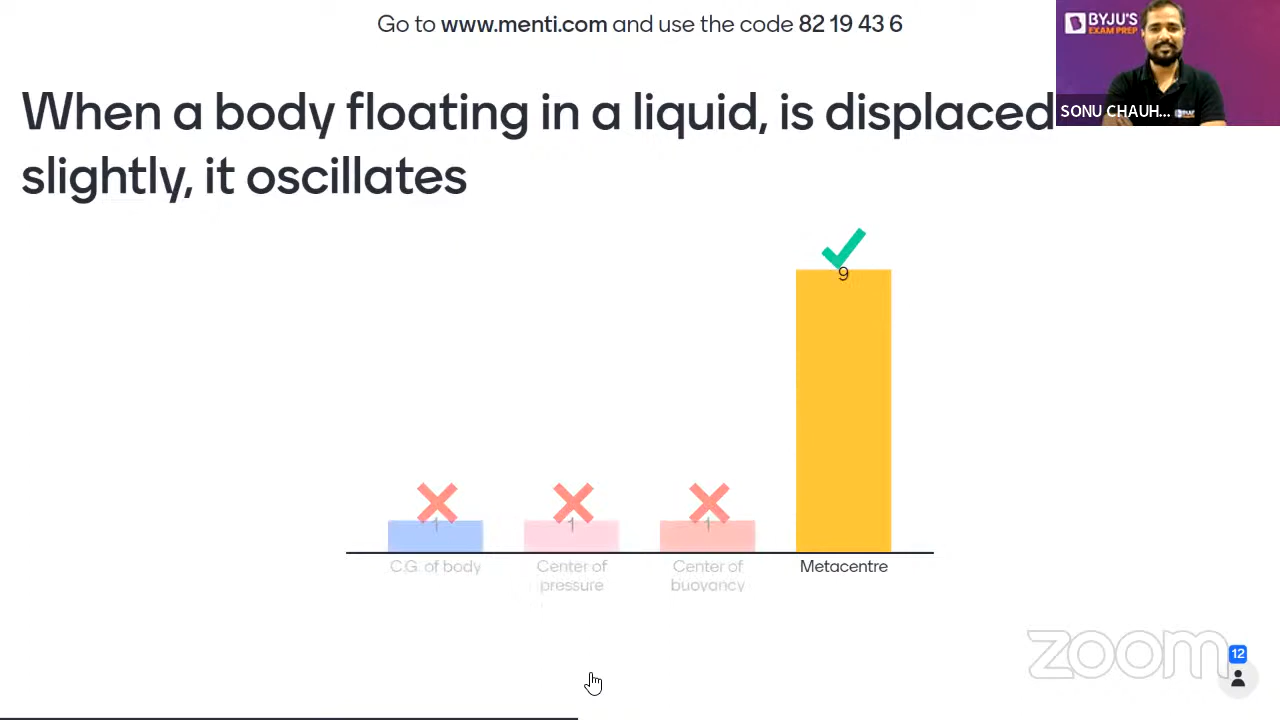 Go to www.menti.com and use the code 82 19 43 6
BYJU'S
EXAM PREP
SONU CHAUH...
When a body floating in a liquid, is displaced
slightly, it oscillates
9
1
1
1
C.G. of body
Center of
pressure
Center of
buoyancy
Metacentre
zoom
12